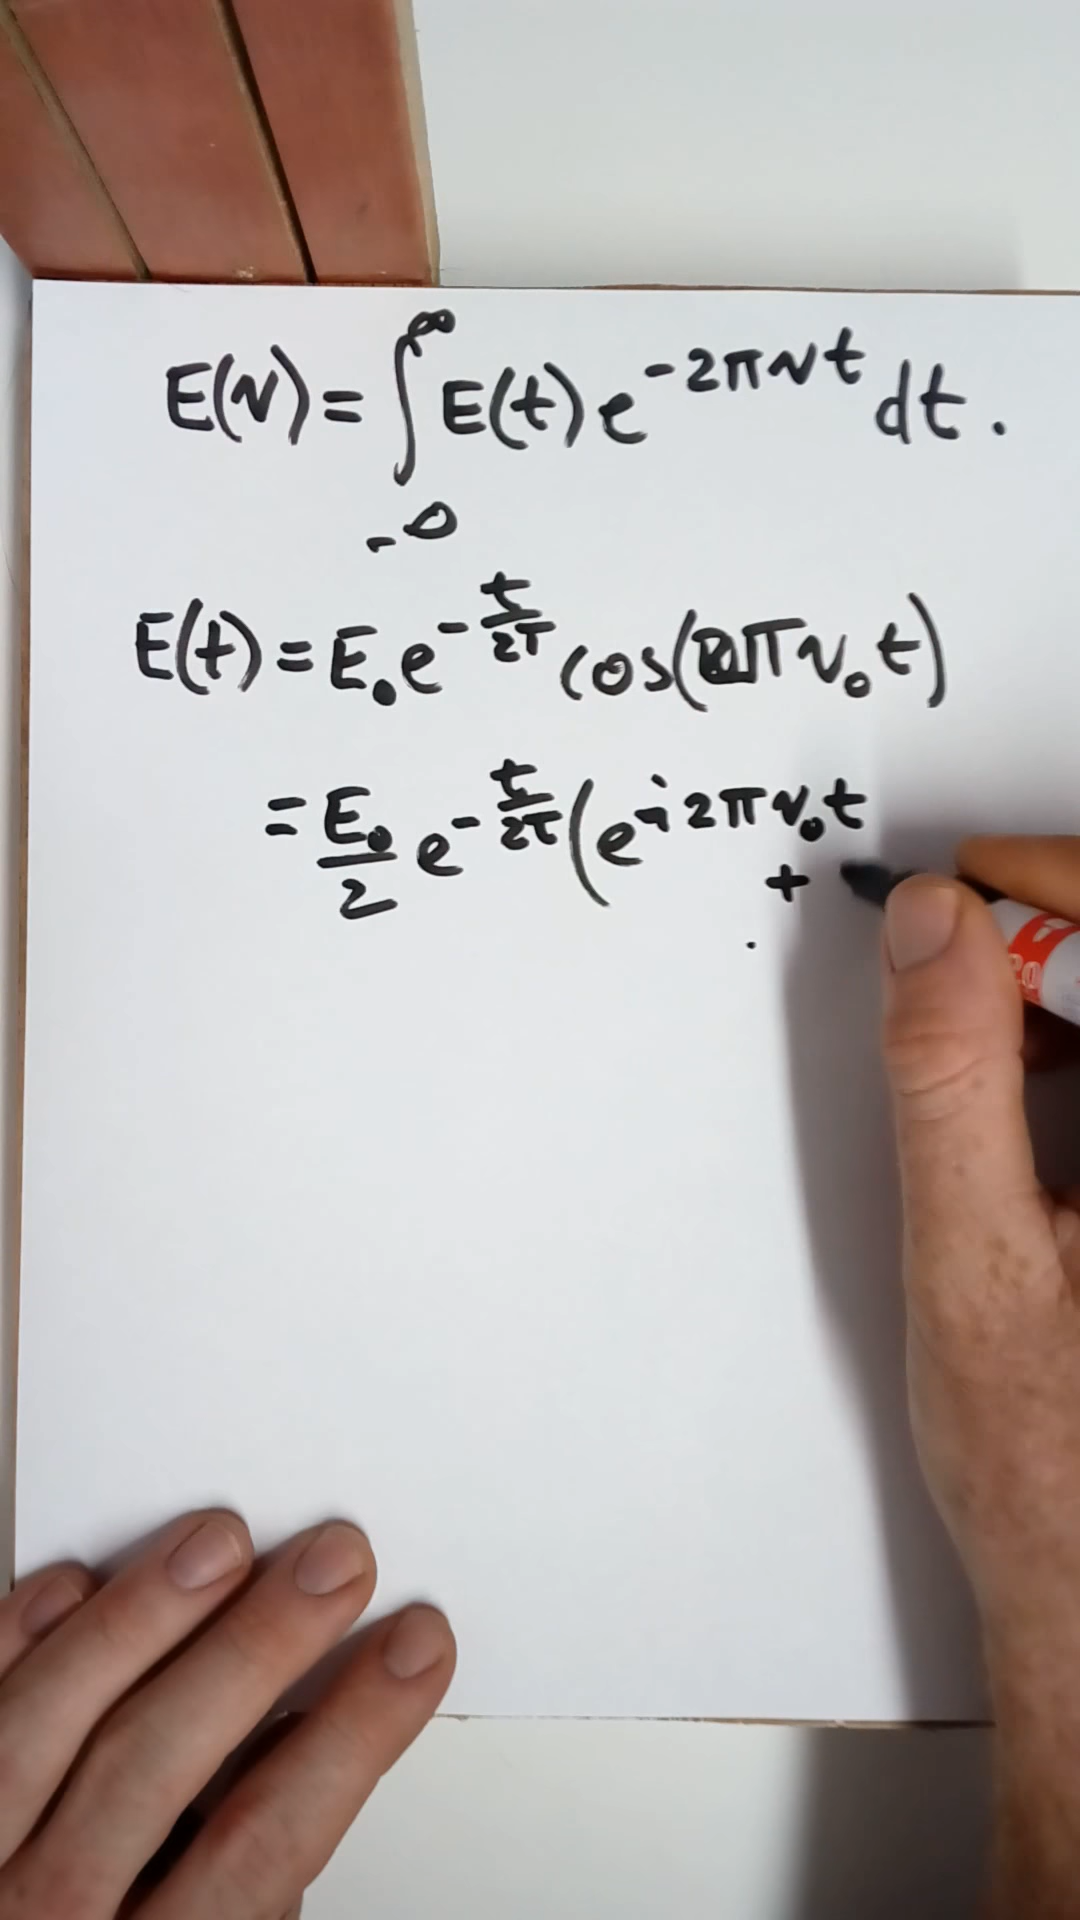 E(ν) = ∫_{-∞}^{∞} E(t) e^{-2πνt} dt.
E(t) = E₀ e^{-t/2τ} cos(2πν₀t)
= E₀/2 e^{-t/2τ} (e^{i2πν₀t}
+